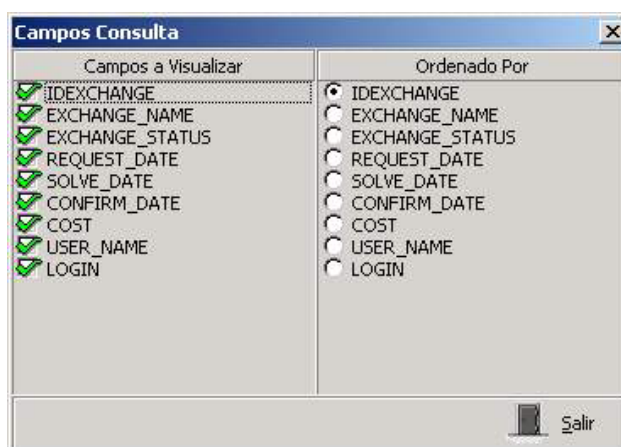 Campos Consulta
Campos a Visualizar
IDEXCHANGE
EXCHANGE_NAME
EXCHANGE_STATUS
REQUEST_DATE
SOLVE_DATE
CONFIRM_DATE
COST
USER_NAME
LOGIN
Ordenado Por
IDEXCHANGE
EXCHANGE_NAME
EXCHANGE_STATUS
REQUEST_DATE
SOLVE_DATE
CONFIRM_DATE
COST
USER_NAME
LOGIN
Salir